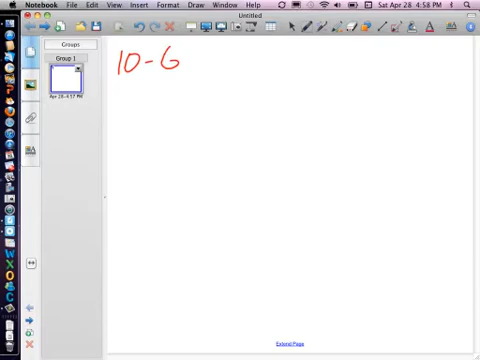 Notebook File Edit View Insert Format Draw Window Help Sat Apr 28 4:58 PM
Untitled
Groups
Group 1
Apr 28-4:57 PM
10-6
Extend Page